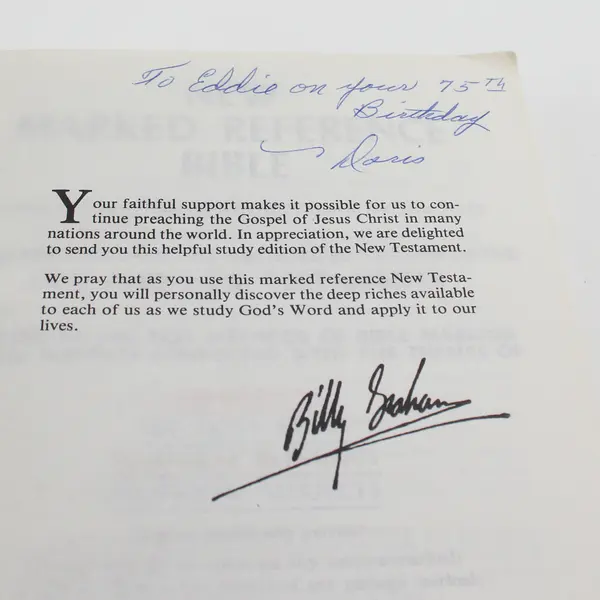 To Eddie on your 75TH
Birthday
Doris
MARKED REFERENCE
BIBLE
Your faithful support makes it possible for us to con-
tinue preaching the Gospel of Jesus Christ in many
nations around the world. In appreciation, we are delighted
to send you this helpful study edition of the New Testament.
We pray that as you use this marked reference New Testa-
ment, you will personally discover the deep riches available
to each of us as we study God's Word and apply it to our
lives.
Billy Graham